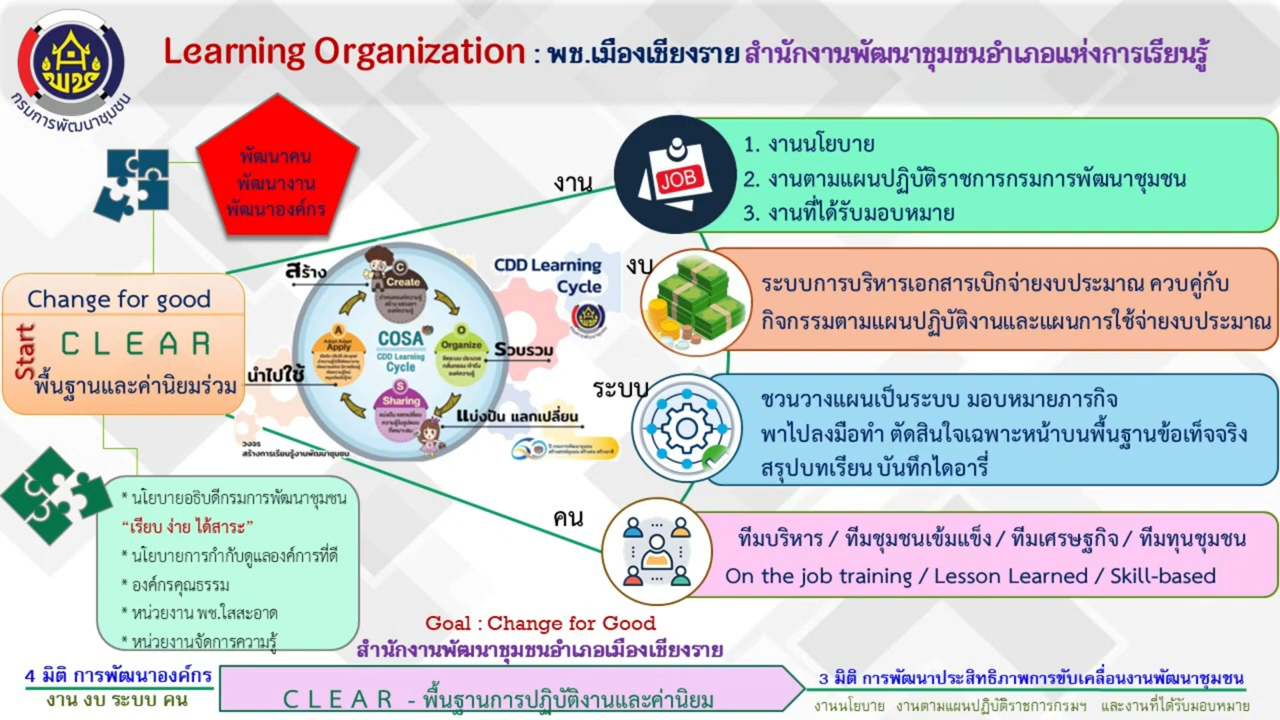 Learning Organization : พช.เมืองเชียงราย สำนักงานพัฒนาชุมชนอำเภอแห่งการเรียนรู้
กรมการพัฒนาชุมชน
พัฒนาคน
พัฒนางาน
พัฒนาองค์กร
Change for good
Start
C L E A R
พื้นฐานและค่านิยมร่วม
* นโยบายอธิบดีกรมการพัฒนาชุมชน
“เรียบ ง่าย ได้สาระ”
* นโยบายการกำกับดูแลองค์การที่ดี
* องค์กรคุณธรรม
* หน่วยงาน พช.ใสสะอาด
* หน่วยงานจัดการความรู้
สร้าง
C
Create
CDD Learning
Cycle
A
Apply
COSA
CDD Learning
Cycle
O
Organize
รวบรวม
นำไปใช้
S
Sharing
แบ่งปัน แลกเปลี่ยน
วงจร
สร้างการเรียนรู้งานพัฒนาชุมชน
งาน
JOB
1. งานนโยบาย
2. งานตามแผนปฏิบัติราชการกรมการพัฒนาชุมชน
3. งานที่ได้รับมอบหมาย
งบ
ระบบการบริหารเอกสารเบิกจ่ายงบประมาณ ควบคู่กับ
กิจกรรมตามแผนปฏิบัติงานและแผนการใช้จ่ายงบประมาณ
ระบบ
ชวนวางแผนเป็นระบบ มอบหมายภารกิจ
พาไปลงมือทำ ตัดสินใจเฉพาะหน้าบนพื้นฐานข้อเท็จจริง
สรุปบทเรียน บันทึกไดอารี่
คน
ทีมบริหาร / ทีมชุมชนเข้มแข็ง / ทีมเศรษฐกิจ / ทีมทุนชุมชน
On the job training / Lesson Learned / Skill-based
Goal : Change for Good
สำนักงานพัฒนาชุมชนอำเภอเมืองเชียงราย
4 มิติ การพัฒนาองค์กร
งาน งบ ระบบ คน
C L E A R - พื้นฐานการปฏิบัติงานและค่านิยม
3 มิติ การพัฒนาประสิทธิภาพการขับเคลื่อนงานพัฒนาชุมชน
งานนโยบาย งานตามแผนปฏิบัติราชการกรมฯ และงานที่ได้รับมอบหมาย